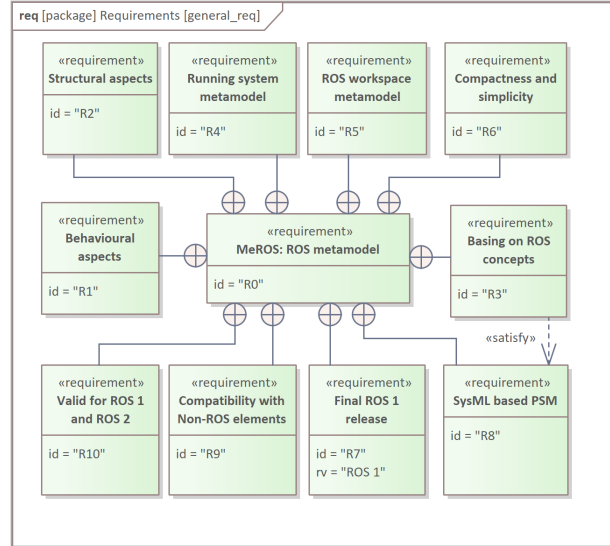 req [package] Requirements [general_req]
«requirement»
Structural aspects
id = "R2"
«requirement»
Running system
metamodel
id = "R4"
«requirement»
ROS workspace
metamodel
id = "R5"
«requirement»
Compactness and
simplicity
id = "R6"
«requirement»
Behavioural
aspects
id = "R1"
«requirement»
MeROS: ROS metamodel
id = "R0"
«requirement»
Basing on ROS
concepts
id = "R3"
«satisfy»
«requirement»
Valid for ROS 1
and ROS 2
id = "R10"
«requirement»
Compatibility with
Non-ROS elements
id = "R9"
«requirement»
Final ROS 1
release
id = "R7"
rv = "ROS 1"
«requirement»
SysML based PSM
id = "R8"